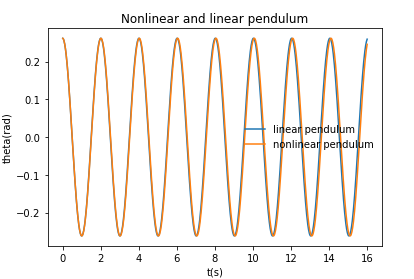 Nonlinear and linear pendulum
theta(rad)
0.2
0.1
0.0
−0.1
−0.2
linear pendulum
nonlinear pendulum
0 2 4 6 8 10 12 14 16
t(s)